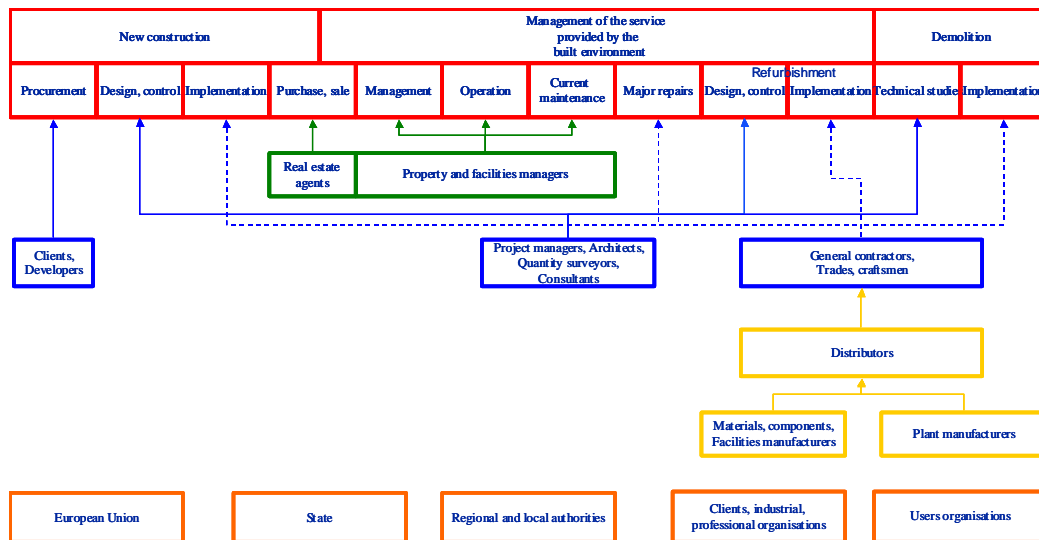 New construction
Management of the service
provided by the
built environment
Demolition
Refurbishment
Procurement
Design, control
Implementation
Purchase, sale
Management
Operation
Current
maintenance
Major repairs
Design, control
Implementation
Technical studie
Implementation
Real estate
agents
Property and facilities managers
Clients,
Developers
Project managers, Architects,
Quantity surveyors,
Consultants
General contractors,
Trades, craftsmen
Distributors
Materials, components,
Facilities manufacturers
Plant manufacturers
European Union
State
Regional and local authorities
Clients, industrial,
professional organisations
Users organisations